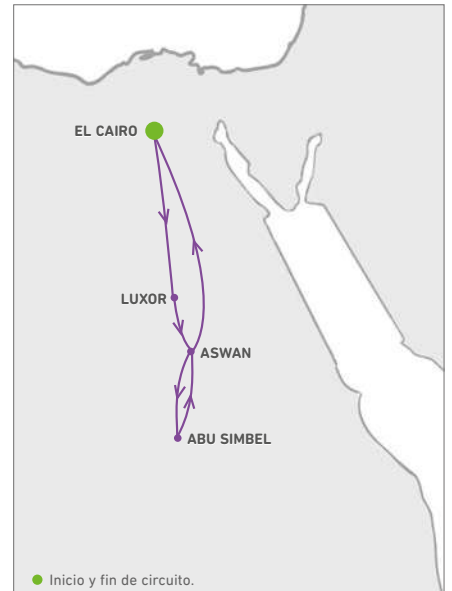 EL CAIRO
LUXOR
ASWAN
ABU SIMBEL
Inicio y fin de circuito.